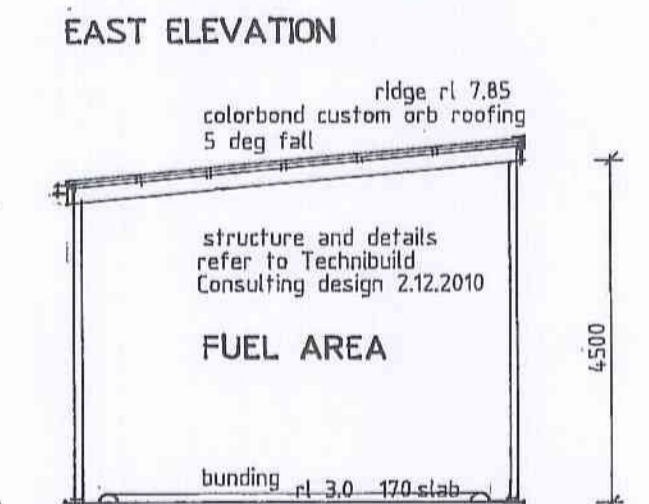 EAST ELEVATION
ridge rl 7.85
colorbond custom orb roofing
5 deg fall
structure and details
refer to Technibuild
Consulting design 2.12.2010
4500
FUEL AREA
bunding rl 3.0 170 slab